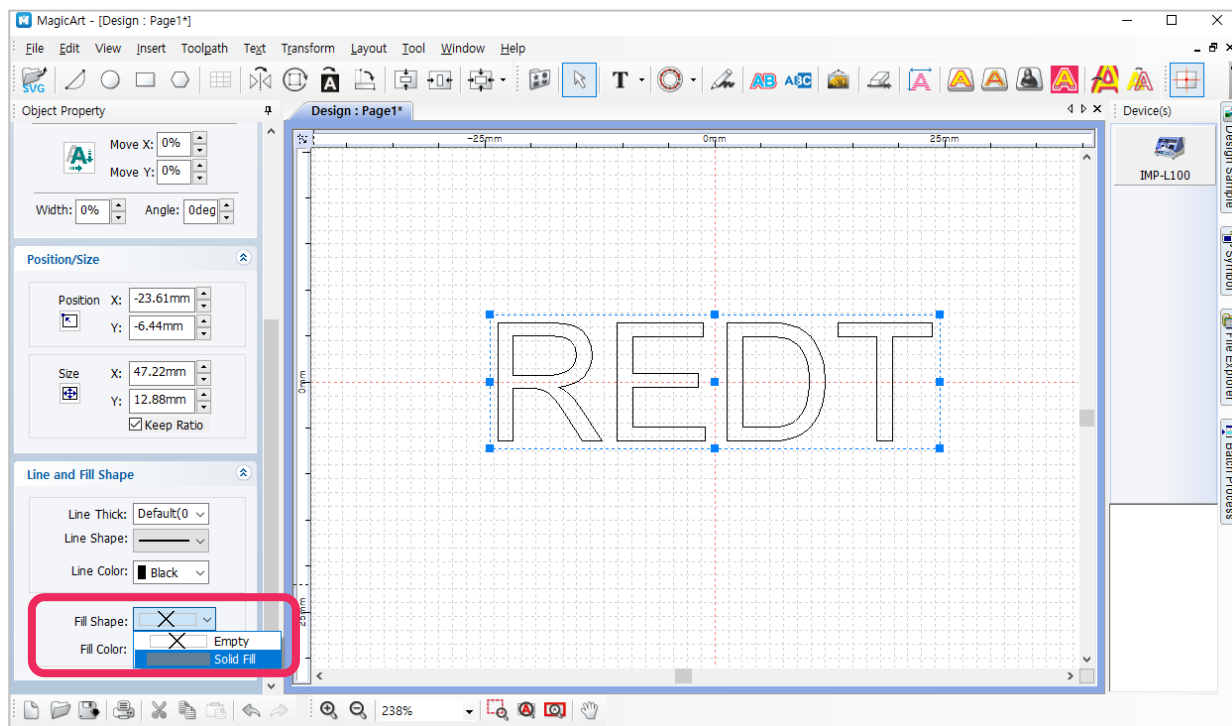 MagicArt - [Design : Page1*]
File Edit View Insert Toolpath Text Transform Layout Tool Window Help
SVG
Object Property
Move X: 0%
Move Y: 0%
Width: 0% Angle: 0deg
Position/Size
Position X: -23.61mm
Y: -6.44mm
Size X: 47.22mm
Y: 12.88mm
Keep Ratio
Line and Fill Shape
Line Thick: Default(0
Line Shape:
Line Color: Black
Fill Shape:
Empty
Fill Color:
Solid Fill
Design : Page1*
-25mm 0mm 25mm
0mm
25mm
REDT
Device(s)
IMP-L100
Design Sample
Symbol
File Explorer
Batch Process
238%